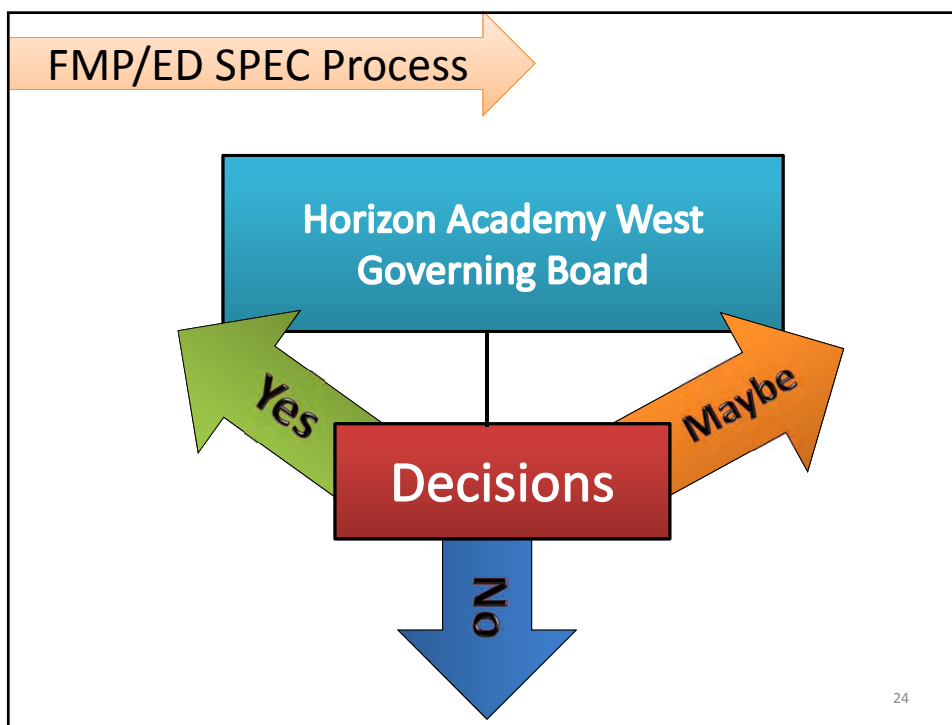 FMP/ED SPEC Process
Horizon Academy West
Governing Board
Yes
Maybe
Decisions
No
24